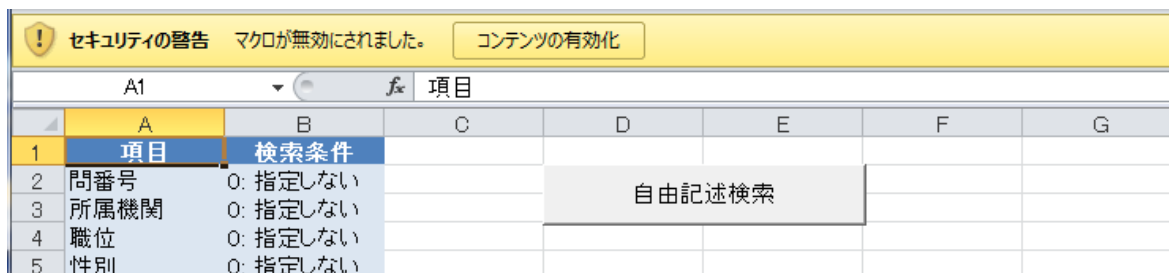 セキュリティの警告 マクロが無効にされました。 コンテンツの有効化
A1 fx 項目
A B C D E F G
1 項目 検索条件
2 問番号 0: 指定しない
自由記述検索
3 所属機関 0: 指定しない
4 職位 0: 指定しない
5 性別 0: 指定しない